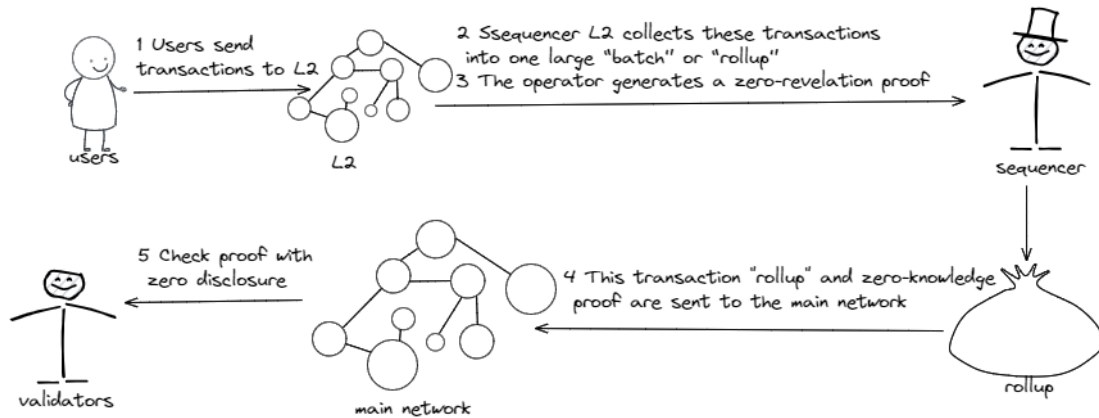 1 Users send
transactions to L2
users
L2
2 Ssequencer L2 collects these transactions
into one large "batch" or "rollup"
3 The operator generates a zero-revelation proof
sequencer
5 Check proof with
zero disclosure
4 This transaction "rollup" and zero-knowledge
proof are sent to the main network
validators
main network
rollup